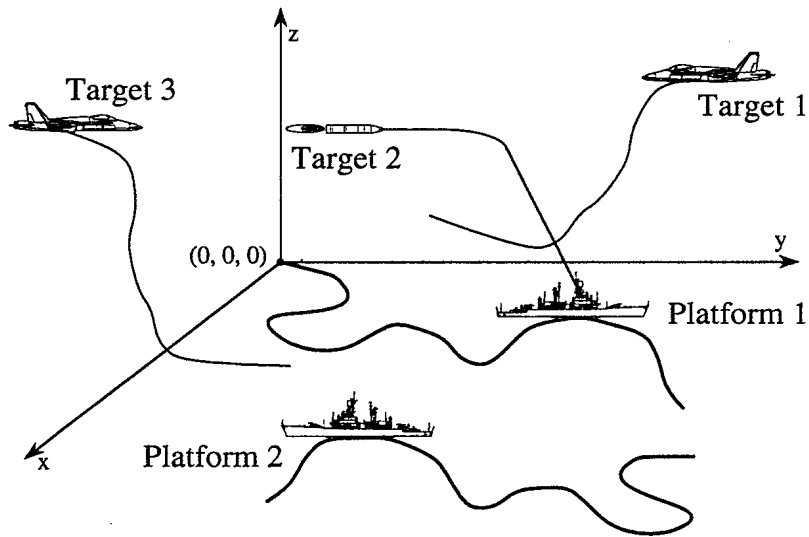 z
Target 3
Target 1
Target 2
(0, 0, 0)
y
Platform 1
x
Platform 2